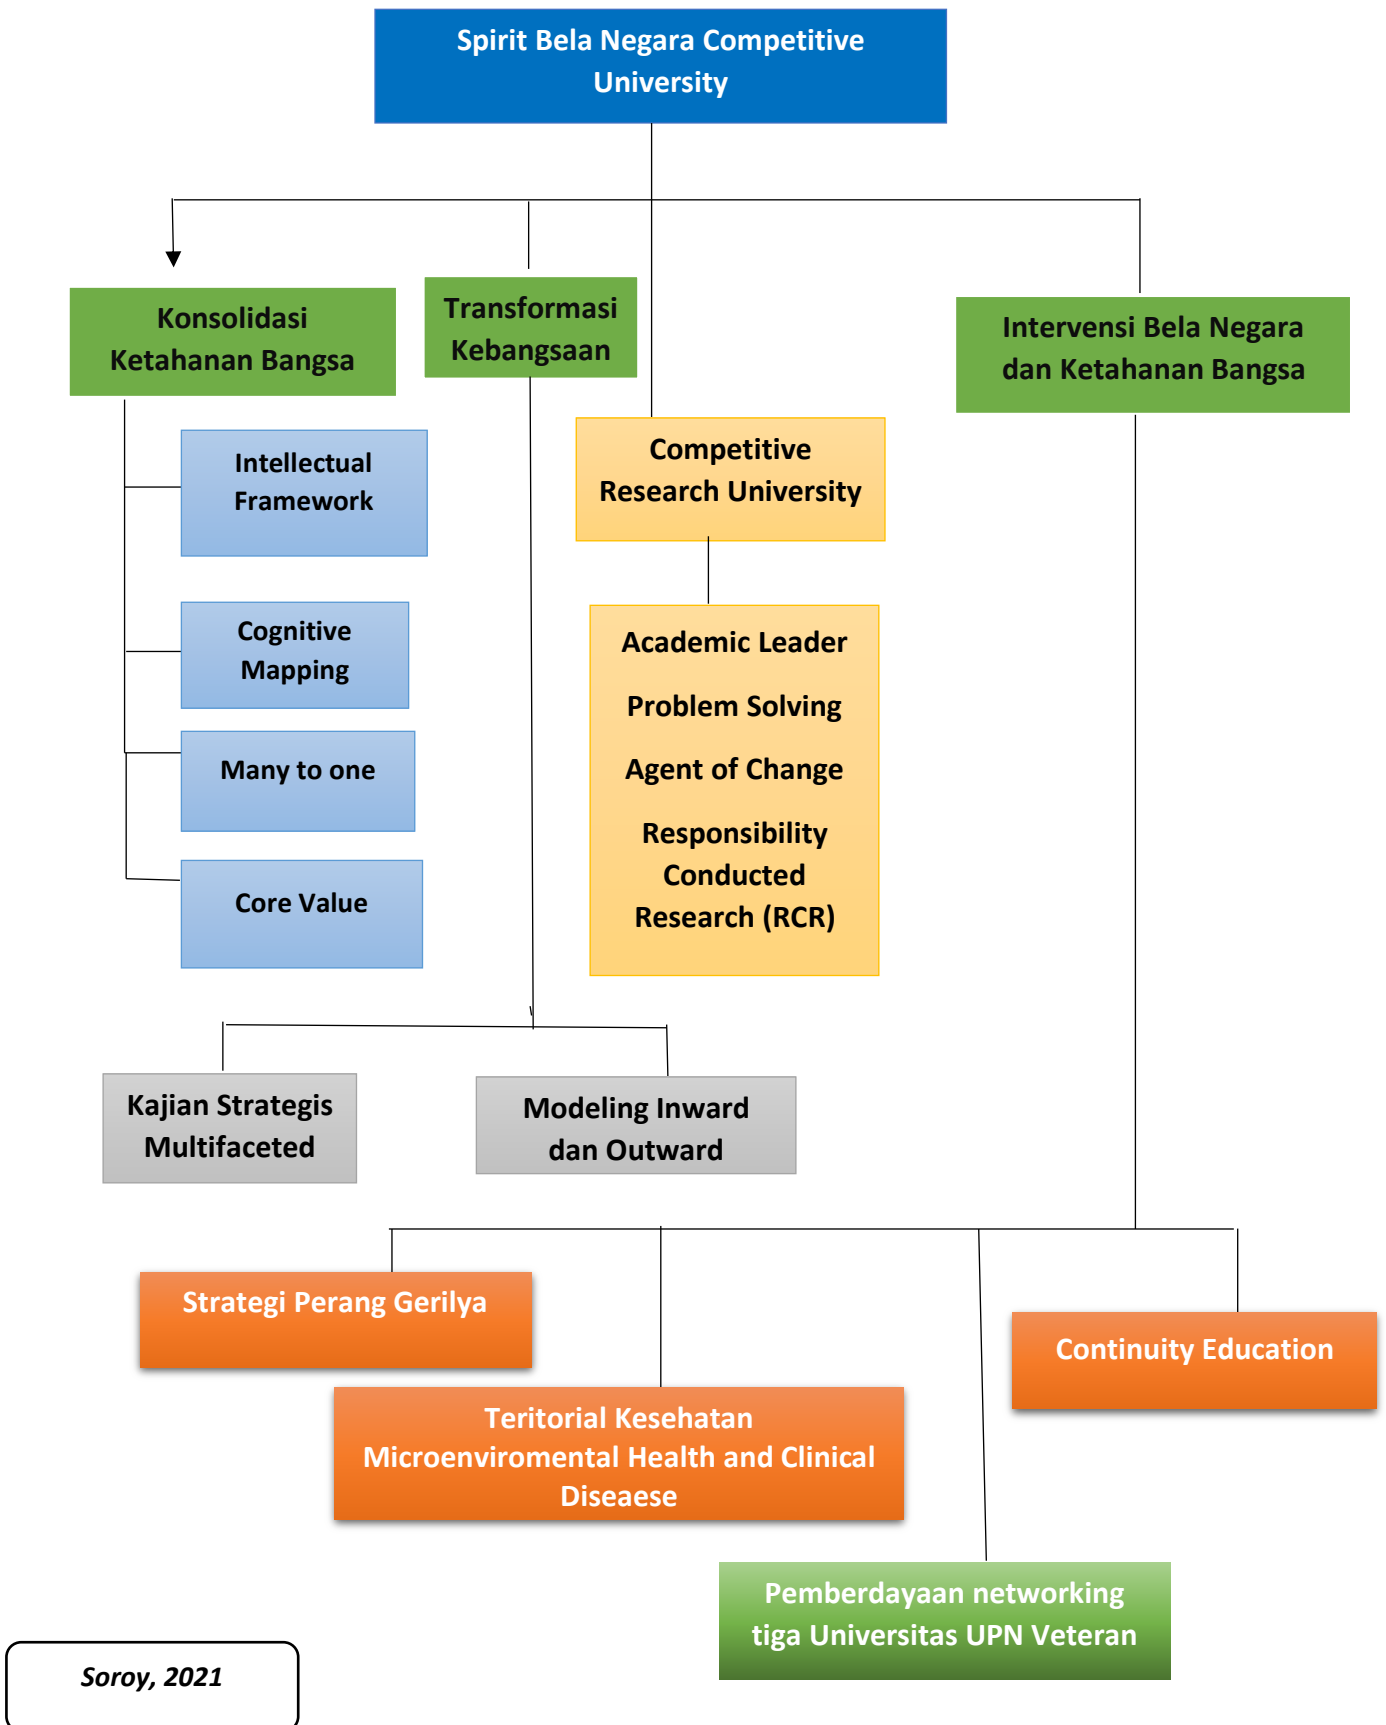 Spirit Bela Negara Competitive
University
Konsolidasi
Ketahanan Bangsa
Transformasi
Kebangsaan
Intervensi Bela Negara
dan Ketahanan Bangsa
Intellectual
Framework
Cognitive
Mapping
Many to one
Core Value
Competitive
Research University
Academic Leader
Problem Solving
Agent of Change
Responsibility
Conducted
Research (RCR)
Kajian Strategis
Multifaceted
Modeling Inward
dan Outward
Strategi Perang Gerilya
Continuity Education
Teritorial Kesehatan
Microenviromental Health and Clinical
Diseaese
Pemberdayaan networking
tiga Universitas UPN Veteran
Soroy, 2021